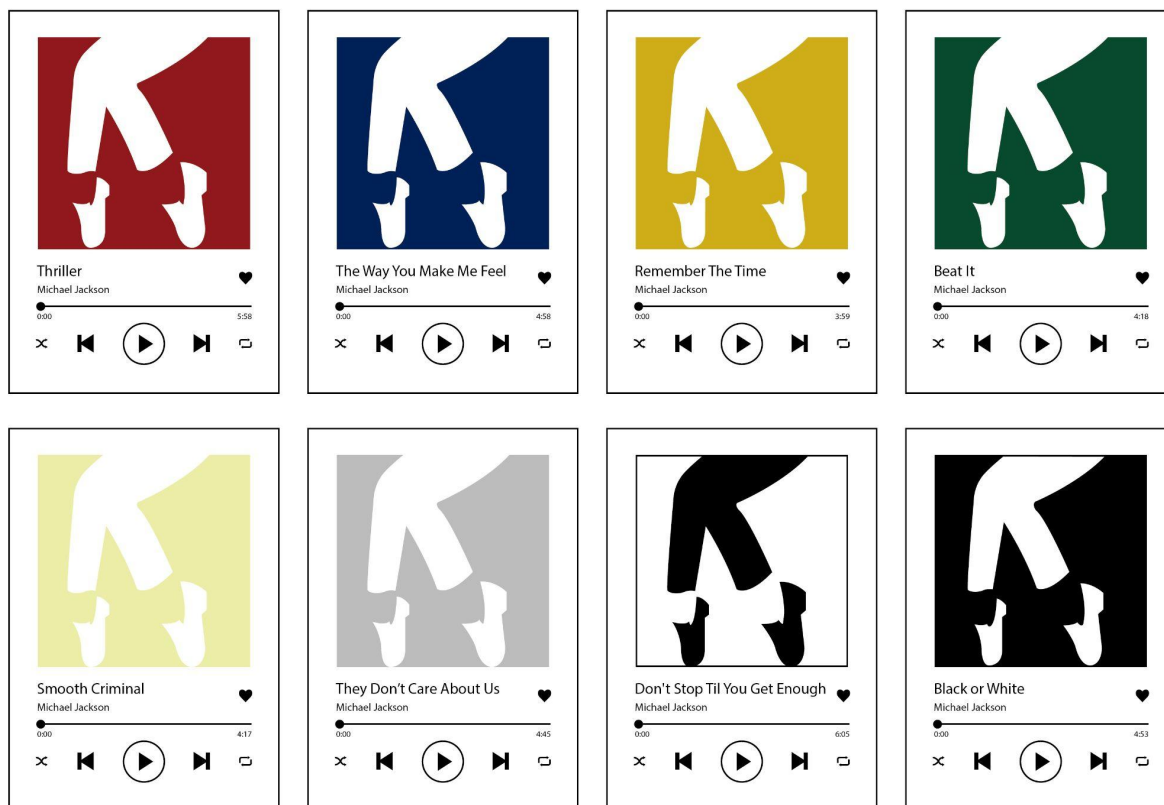 Thriller
Michael Jackson
0:00 5:58
The Way You Make Me Feel
Michael Jackson
0:00 4:58
Remember The Time
Michael Jackson
0:00 3:59
Beat It
Michael Jackson
0:00 4:18
Smooth Criminal
Michael Jackson
0:00 4:17
They Don’t Care About Us
Michael Jackson
0:00 4:45
Don't Stop Til You Get Enough
Michael Jackson
0:00 6:05
Black or White
Michael Jackson
0:00 4:53